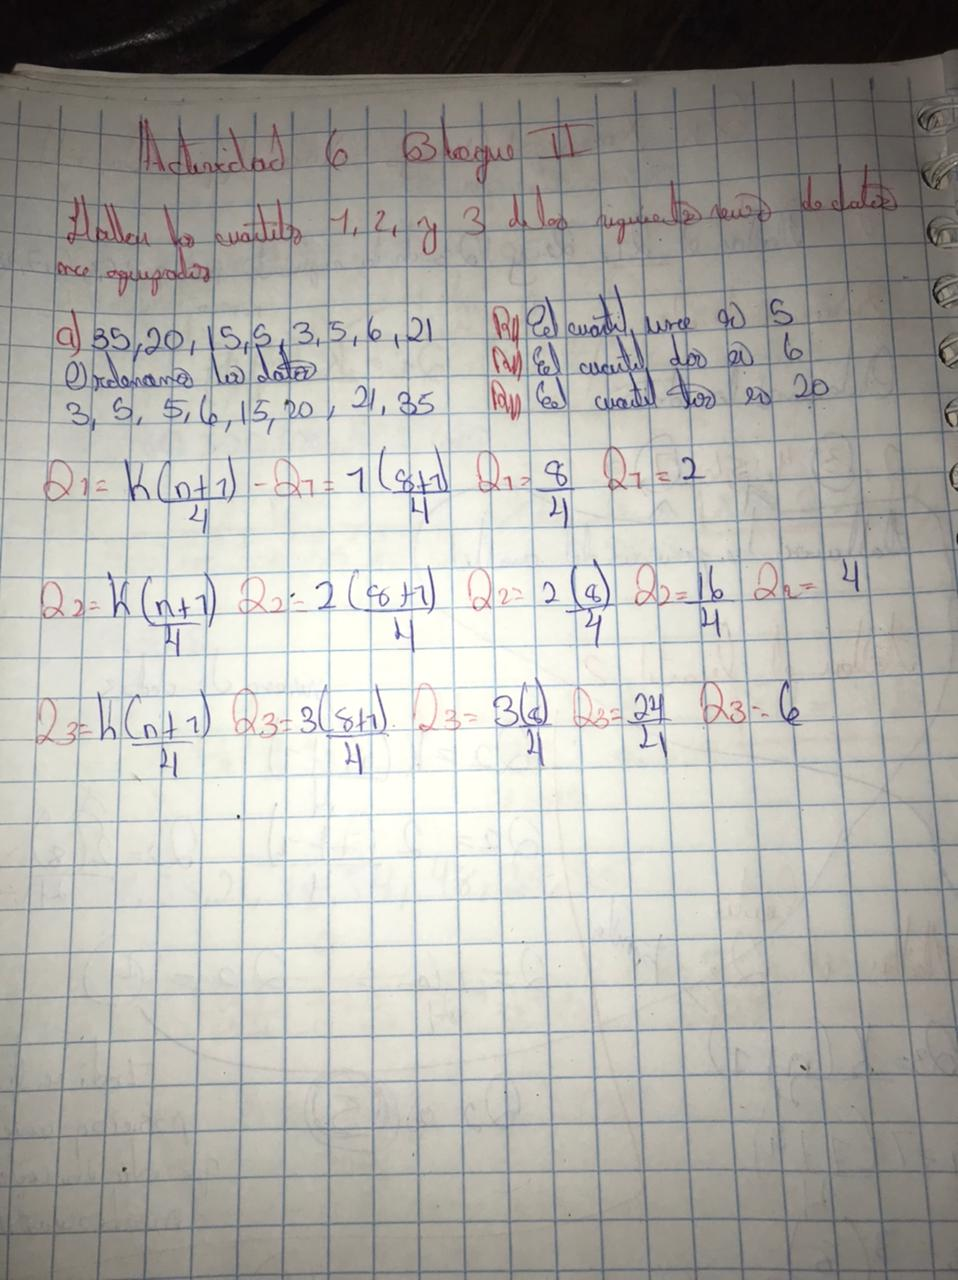 Actividad 6 Bloque II
Hallar los cuartiles 1, 2, y 3 de las siguientes series de datos
once agrupados
a) 35, 20, 15, 5, 3, 5, 6, 21
R// El cuartil, uno es 5
Ordenamos los datos
R// El cuartil dos es 6
3, 5, 5, 6, 15, 20, 21, 35
R// El cuartil tres es 20
Q1 = K(n+1)/4 - Q1 = 1(8+1)/4 Q1 = 8/4 Q1 = 2
Q2 = K(n+1)/4 Q2 = 2(8+1)/4 Q2 = 2(8)/4 Q2 = 16/4 Q2 = 4
Q3 = K(n+1)/4 Q3 = 3(8+1)/4 Q3 = 3(8)/4 Q3 = 24/4 Q3 = 6